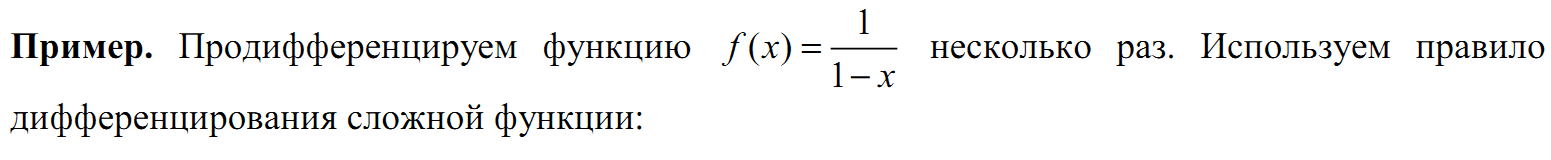 Пример. Продифференцируем функцию f(x) = 1/(1 − x) несколько раз. Используем правило
дифференцирования сложной функции: